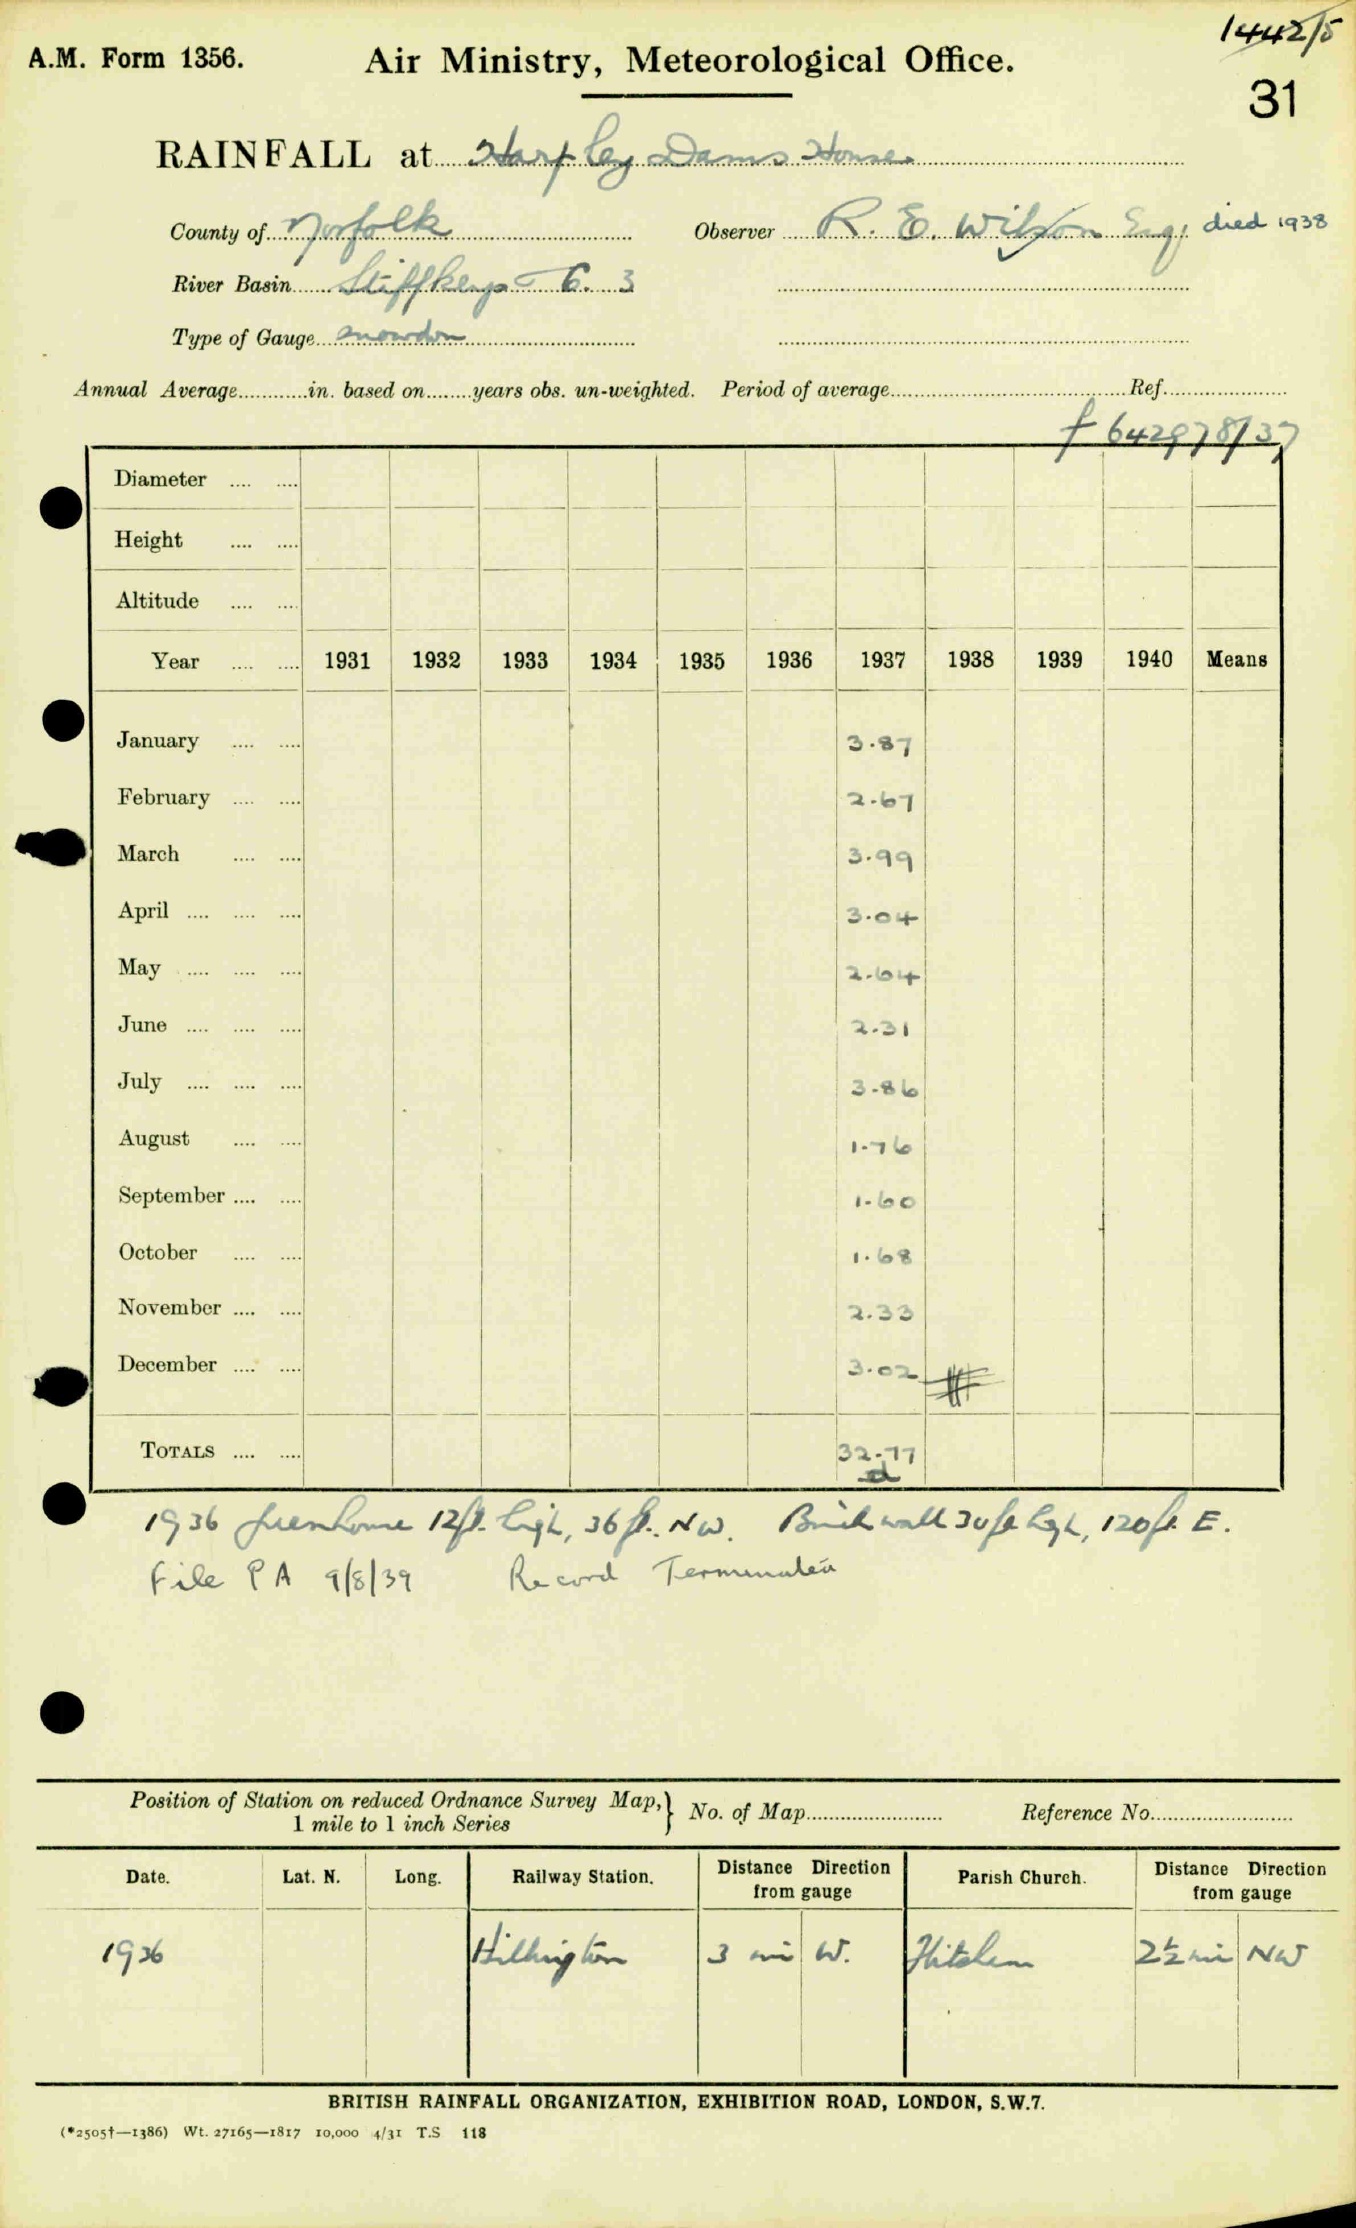 1442/5
A.M. Form 1356.
Air Ministry, Meteorological Office.
31
RAINFALL at Harpley Dams House
County of Norfolk
Observer R. E. Wilson Esq, died 1938
River Basin Stiffkey - 6. 3
Type of Gauge Snowdon
Annual Average in. based on years obs. un-weighted. Period of average Ref.
f 642978/37
Diameter
Height
Altitude
Year 1931 1932 1933 1934 1935 1936 1937 1938 1939 1940 Means
January 3.87
February 2.67
March 3.99
April 3.04
May 2.64
June 2.31
July 3.86
August 1.76
September 1.60
October 1.68
November 2.33
December 3.02
TOTALS 32.77
1936 Greenhouse 12ft. high, 36 ft. NW. Brick wall 30ft high, 120ft E.
File P A 9/8/39 Record Terminated
Position of Station on reduced Ordnance Survey Map,} No. of Map Reference No.
1 mile to 1 inch Series
Date. Lat. N. Long. Railway Station. Distance Direction from gauge Parish Church. Distance Direction from gauge
1936 Hillington 3 mi W. Flitcham 2½ mi NW
BRITISH RAINFALL ORGANIZATION, EXHIBITION ROAD, LONDON, S.W.7.
(*2505†—1386) Wt. 27165—1817 10,000 4/31 T.S 118